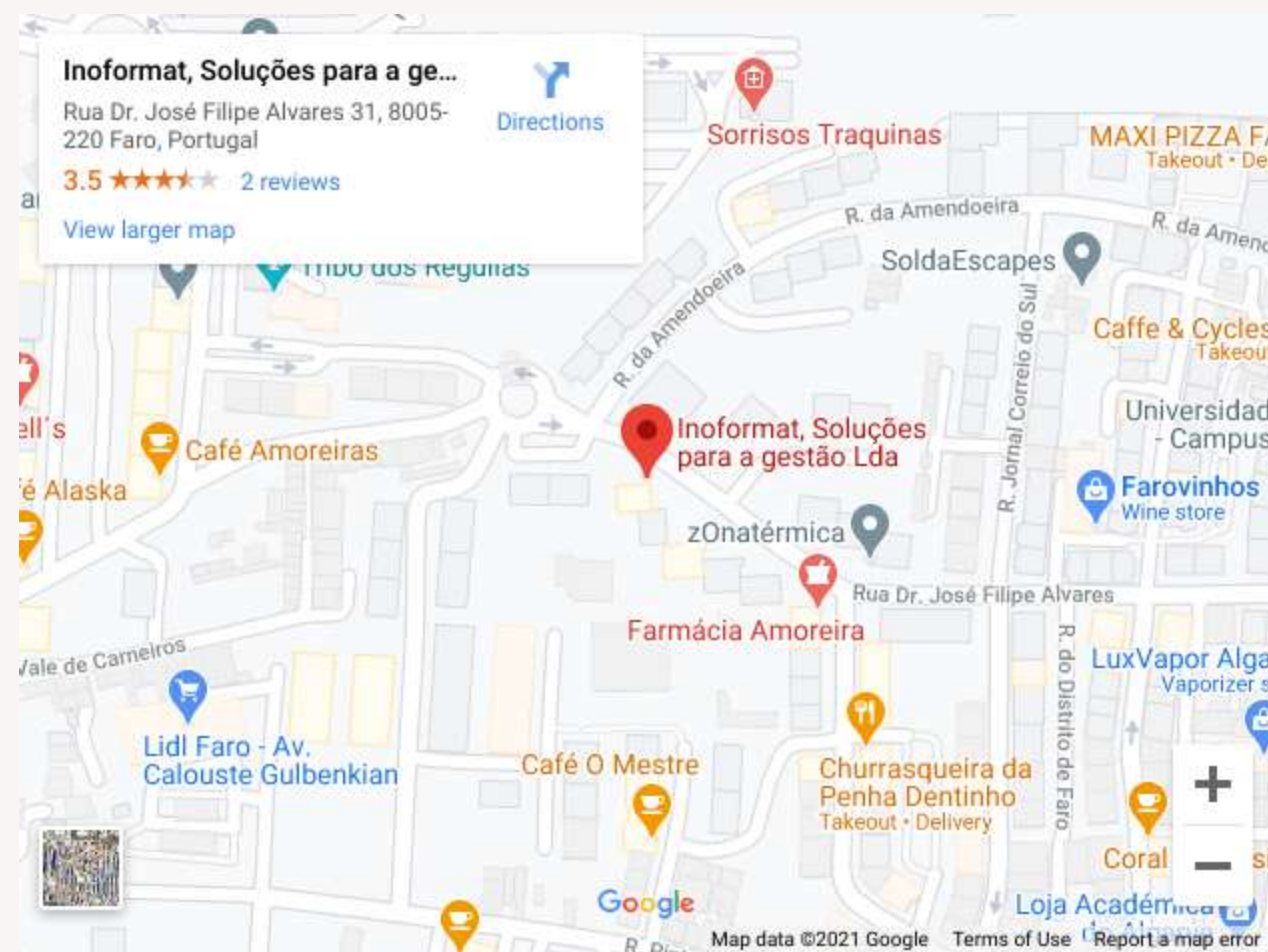 Inoformat, Soluções para a ge...
Rua Dr. José Filipe Alvares 31, 8005-
220 Faro, Portugal
3.5
2 reviews
View larger map
Directions
Sorrisos Traquinas
MAXI PIZZA FA
Takeout • De
R. da Amendoeira
R. da Amend
SoldaEscapes
R. da Amendoeira
R. Jornal Correio do Sul
Caffe & Cycles
Takeou
Inoformat, Soluções
para a gestão Lda
Universidad
- Campus
ell's
Café Amoreiras
fé Alaska
Farovinhos
Wine store
zOnatérmica
Rua Dr. José Filipe Alvares
Farmácia Amoreira
R. do Distrito de Faro
Vale de Carneiros
LuxVapor Alga
Vaporizer s
Lidl Faro - Av.
Calouste Gulbenkian
Café O Mestre
Churrasqueira da
Penha Dentinho
Takeout • Delivery
Coral
Google
Loja Académica
Map data ©2021 Google
Terms of Use
Report a map error